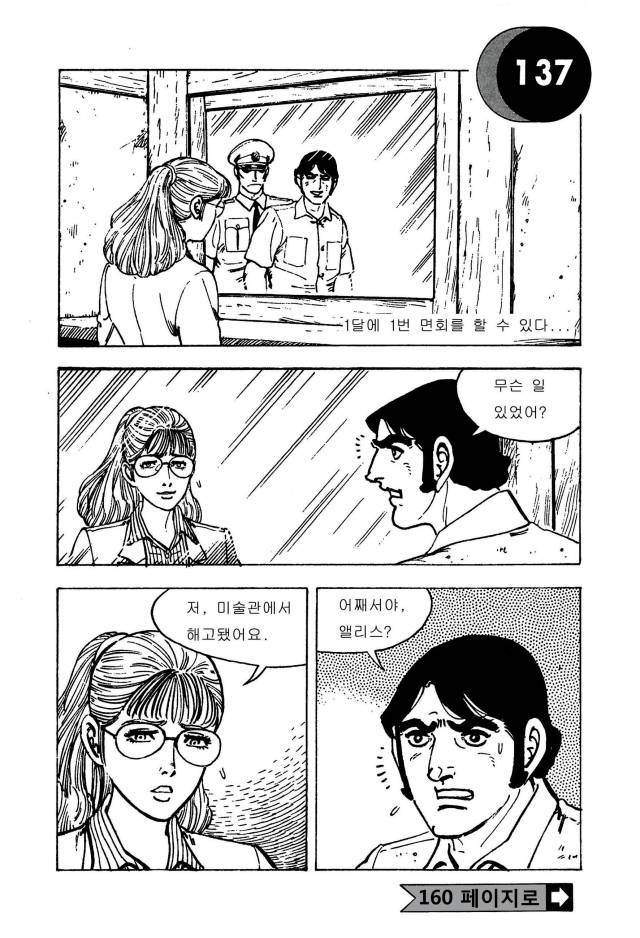 137
1달에 1번 면회를 할 수 있다...
무슨 일
있었어?
저, 미술관에서
해고됐어요.
어째서야,
앨리스?
160 페이지로